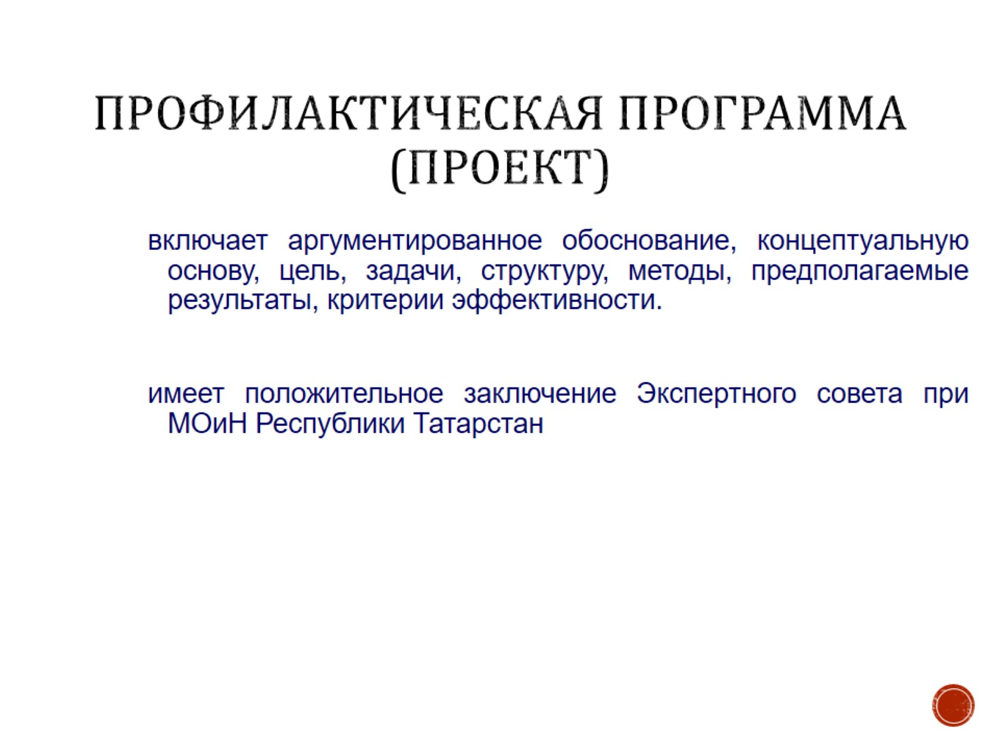 ПРОФИЛАКТИЧЕСКАЯ ПРОГРАММА
(ПРОЕКТ)
включает аргументированное обоснование, концептуальную
основу, цель, задачи, структуру, методы, предполагаемые
результаты, критерии эффективности.
имеет положительное заключение Экспертного совета при
МОиН Республики Татарстан